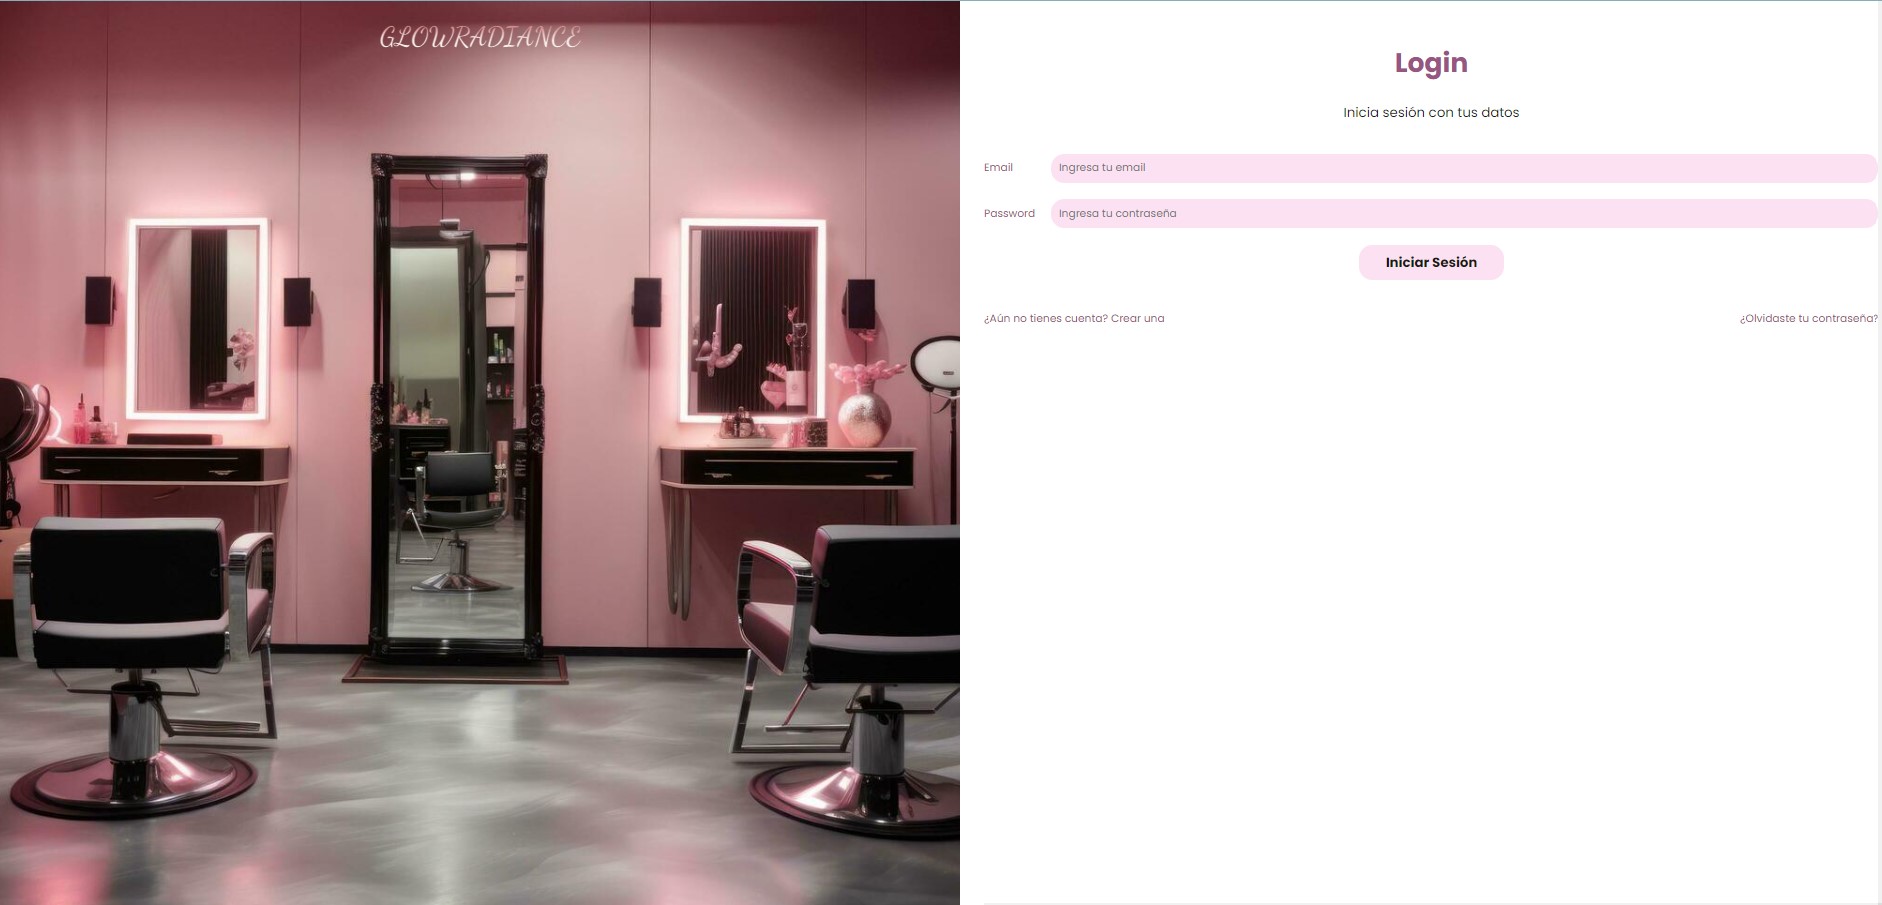 GLOWRADIANCE
Login
Inicia sesión con tus datos
Email
Ingresa tu email
Password
Ingresa tu contraseña
Iniciar Sesión
¿Aún no tienes cuenta? Crear una
¿Olvidaste tu contraseña?